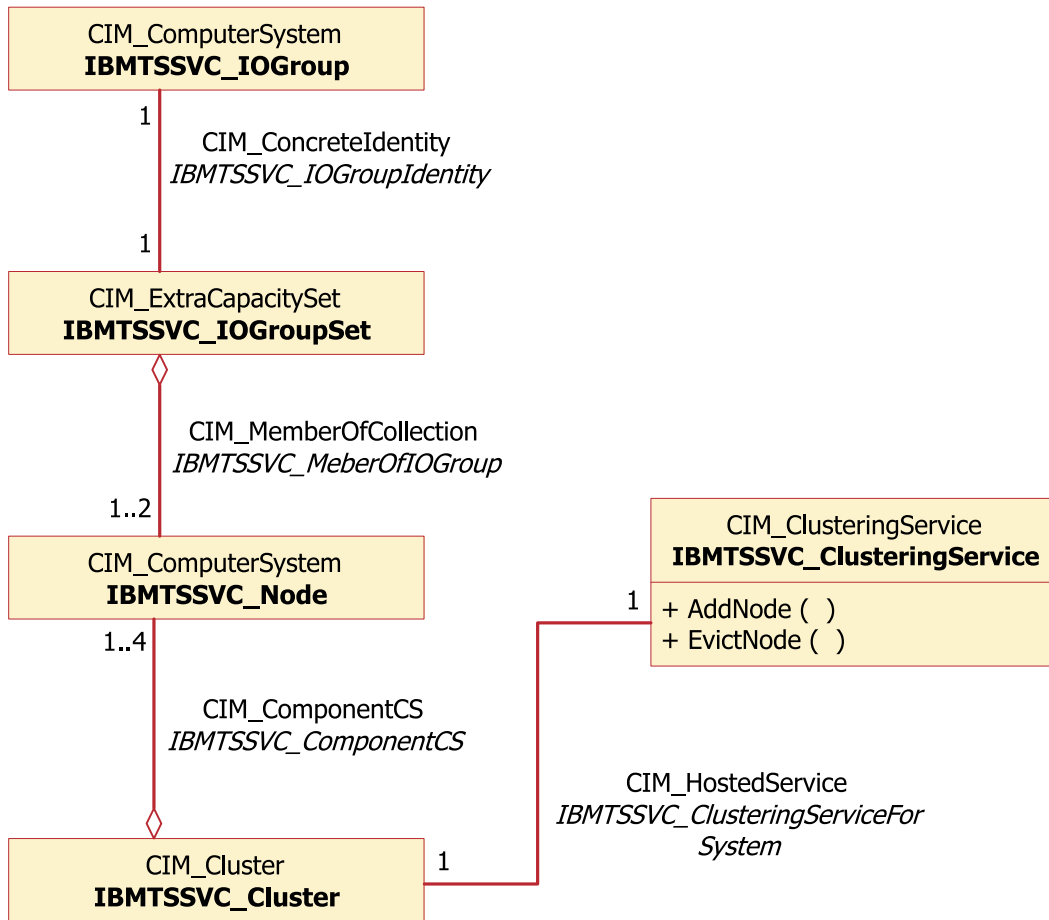 CIM_ComputerSystem
IBMTSSVC_IOGroup
1
CIM_ConcreteIdentity
IBMTSSVC_IOGroupIdentity
1
CIM_ExtraCapacitySet
IBMTSSVC_IOGroupSet
CIM_MemberOfCollection
IBMTSSVC_MeberOfIOGroup
1..2
CIM_ComputerSystem
IBMTSSVC_Node
1..4
CIM_ClusteringService
IBMTSSVC_ClusteringService
1
+ AddNode ( )
+ EvictNode ( )
CIM_ComponentCS
IBMTSSVC_ComponentCS
CIM_HostedService
IBMTSSVC_ClusteringServiceFor
System
CIM_Cluster
IBMTSSVC_Cluster
1